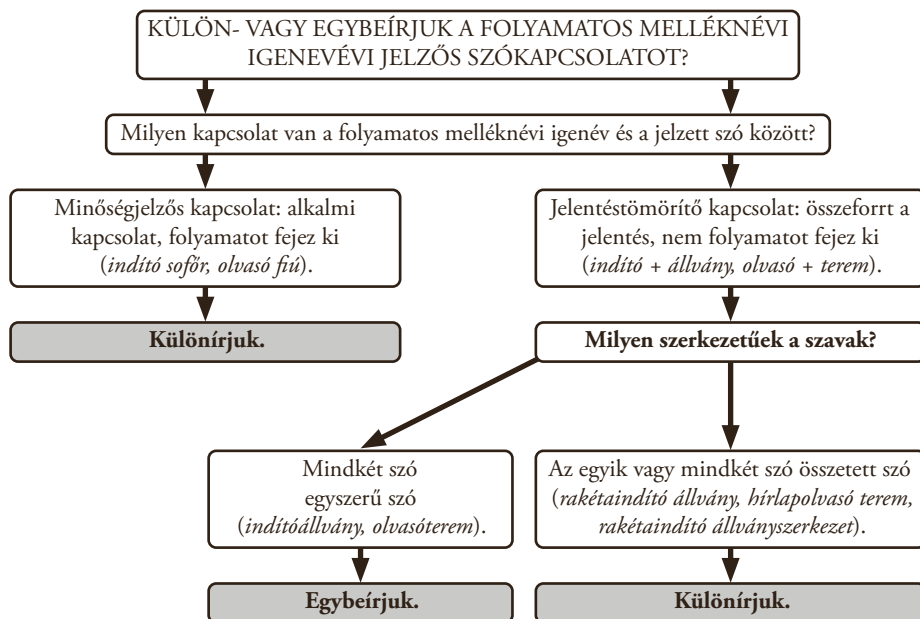 KÜLÖN- VAGY EGYBEÍRJUK A FOLYAMATOS MELLÉKNÉVI
IGENEVÉVI JELZŐS SZÓKAPCSOLATOT?
Milyen kapcsolat van a folyamatos melléknévi igenév és a jelzett szó között?
Minőségjelzős kapcsolat: alkalmi
kapcsolat, folyamatot fejez ki
(indító sofőr, olvasó fiú).
Jelentéstömörítő kapcsolat: összeforrt a
jelentés, nem folyamatot fejez ki
(indító + állvány, olvasó + terem).
Különírjuk.
Milyen szerkezetűek a szavak?
Mindkét szó
egyszerű szó
(indítóállvány, olvasóterem).
Az egyik vagy mindkét szó összetett szó
(rakétaindító állvány, hírlapolvasó terem,
rakétaindító állványszerkezet).
Egybeírjuk.
Különírjuk.